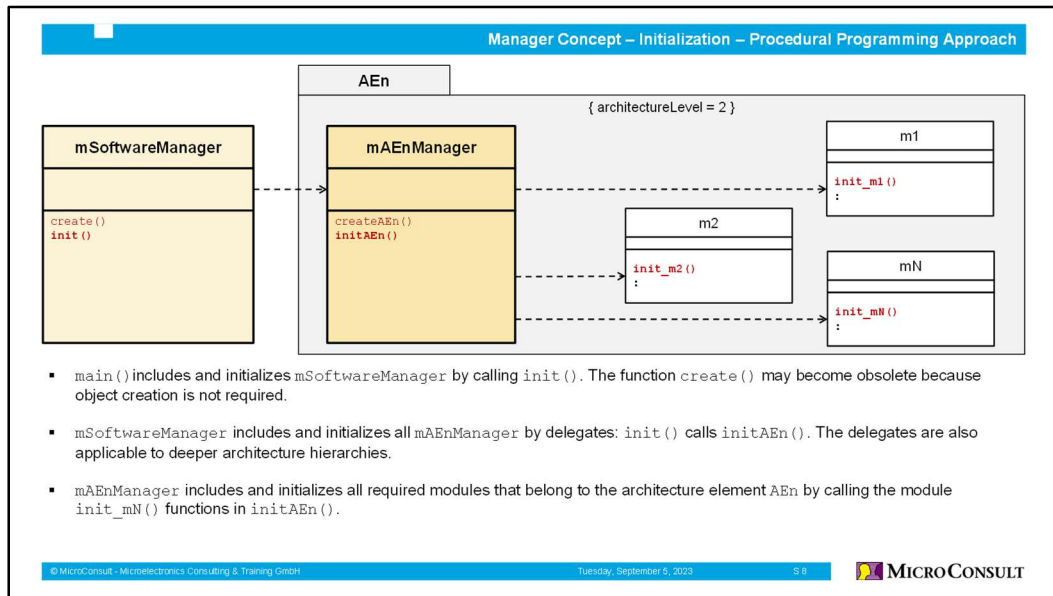 Manager Concept – Initialization – Procedural Programming Approach
AEn
{ architectureLevel = 2 }
mSoftwareManager
create()
init()
mAEnManager
createAEn()
initAEn()
m1
init_m1()
:
m2
init_m2()
:
mN
init_mN()
:
▪ main()includes and initializes mSoftwareManager by calling init(). The function create() may become obsolete because
object creation is not required.
▪ mSoftwareManager includes and initializes all mAEnManager by delegates: init() calls initAEn(). The delegates are also
applicable to deeper architecture hierarchies.
▪ mAEnManager includes and initializes all required modules that belong to the architecture element AEn by calling the module
init_mN() functions in initAEn().
© MicroConsult - Microelectronics Consulting & Training GmbH
Tuesday, September 5, 2023
S 8
MICROCONSULT